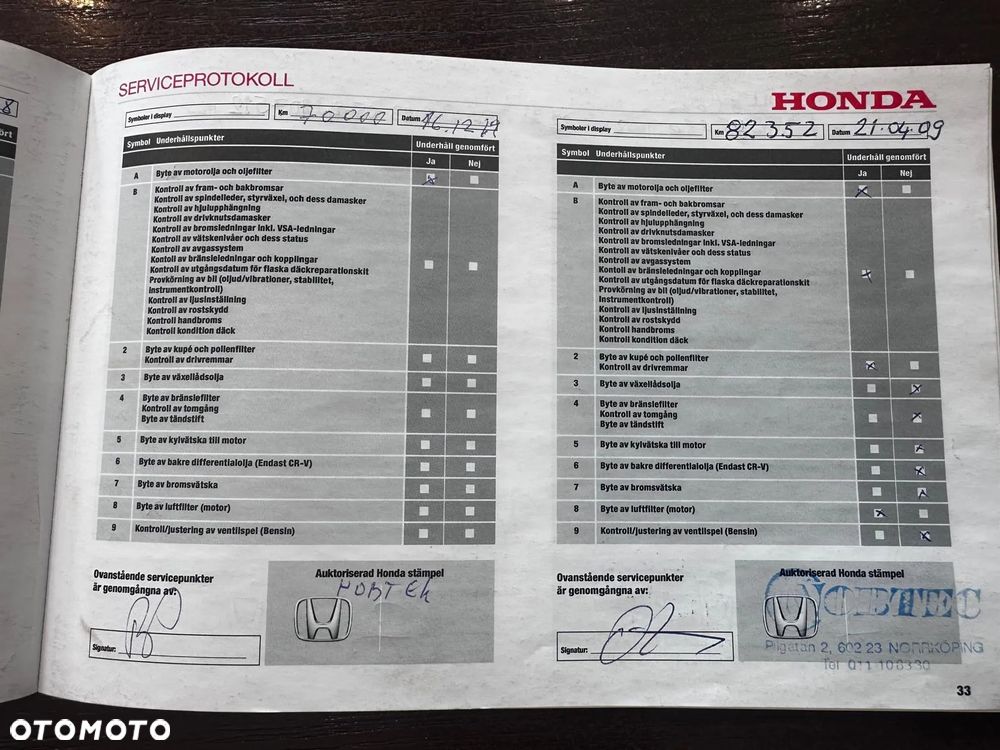 8
ört
SERVICEPROTOKOLL
HONDA
Symboler i display
Km 70000
Datum 16.12
Symbol Underhållspunkter
Underhåll genomfört
Ja Nej
A Byte av motorolja och oljefilter
B Kontroll av fram- och bakbromsar
Kontroll av spindelleder, styrväxel, och dess damasker
Kontroll av hjulupphängning
Kontroll av drivknutsdamasker
Kontroll av bromsledningar inkl. VSA-ledningar
Kontroll av vätskenivåer och dess status
Kontroll av avgassystem
Kontoll av bränsleledningar och kopplingar
Kontroll av utgångsdatum för flaska däckreparationskit
Provkörning av bil (oljud/vibrationer, stabilitet,
Instrumentkontroll)
Kontroll av ljusinställning
Kontroll av rostskydd
Kontroll handbroms
Kontroll kondition däck
2 Byte av kupé och pollenfilter
Kontroll av drivremmar
3 Byte av växellådsolja
4 Byte av bränslefilter
Kontroll av tomgång
Byte av tändstift
5 Byte av kylvätska till motor
6 Byte av bakre differentialolja (Endast CR-V)
7 Byte av bromsvätska
8 Byte av luftfilter (motor)
9 Kontroll/justering av ventilspel (Bensin)
Ovanstående servicepunkter
är genomgångna av:
Signatur:
Auktoriserad Honda stämpel
Symboler i display
Km 82352
Datum 21.04.09
Symbol Underhållspunkter
Underhåll genomfört
Ja Nej
A Byte av motorolja och oljefilter
B Kontroll av fram- och bakbromsar
Kontroll av spindelleder, styrväxel, och dess damasker
Kontroll av hjulupphängning
Kontroll av drivknutsdamasker
Kontroll av bromsledningar inkl. VSA-ledningar
Kontroll av vätskenivåer och dess status
Kontroll av avgassystem
Kontoll av bränsleledningar och kopplingar
Kontroll av utgångsdatum för flaska däckreparationskit
Provkörning av bil (oljud/vibrationer, stabilitet,
Instrumentkontroll)
Kontroll av ljusinställning
Kontroll av rostskydd
Kontroll handbroms
Kontroll kondition däck
2 Byte av kupé och pollenfilter
Kontroll av drivremmar
3 Byte av växellådsolja
4 Byte av bränslefilter
Kontroll av tomgång
Byte av tändstift
5 Byte av kylvätska till motor
6 Byte av bakre differentialolja (Endast CR-V)
7 Byte av bromsvätska
8 Byte av luftfilter (motor)
9 Kontroll/justering av ventilspel (Bensin)
Ovanstående servicepunkter
är genomgångna av:
Signatur:
Auktoriserad Honda stämpel
2, 602 23 NORRKÖPING
Tel 011
33
OTOMOTO